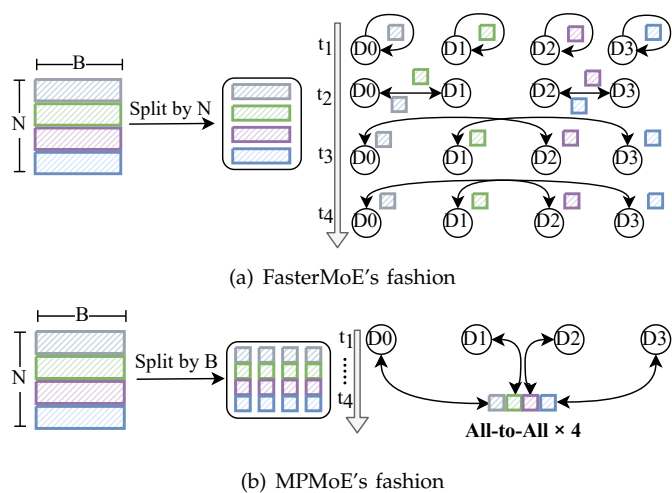 B
N
Split by N
t1
D0 D1 D2 D3
t2
D0 D1 D2 D3
t3
D0 D1 D2 D3
t4
D0 D1 D2 D3
(a) FasterMoE's fashion
B
N
Split by B
t1
t4
D0 D1 D2 D3
All-to-All × 4
(b) MPMoE's fashion